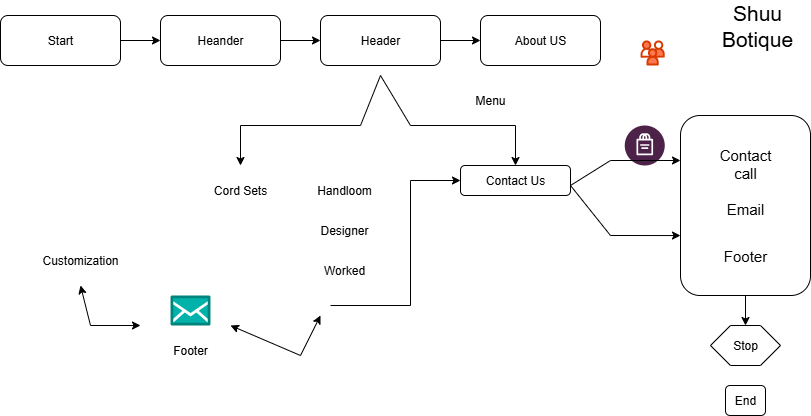 Shuu
Botique
Start
Heander
Header
About US
Menu
Contact
call
Email
Footer
Cord Sets
Handloom
Contact Us
Designer
Customization
Worked
Footer
Stop
End